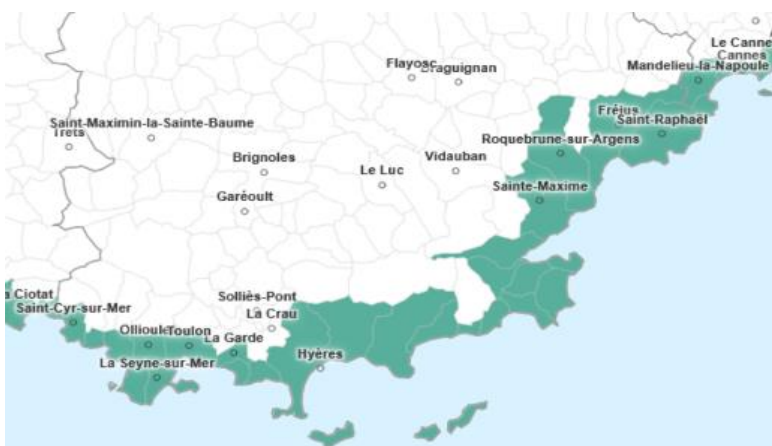 Le Canne
Cannes
Mandelieu-la-Napoule
Flayosc
Draguignan
Fréjus
Saint-Raphaël
Saint-Maximin-la-Sainte-Baume
Trets
Roquebrune-sur-Argens
Brignoles
Vidauban
Le Luc
Sainte-Maxime
Garéoult
a Ciotat
Solliès-Pont
Saint-Cyr-sur-Mer
La Crau
Ollioules
Toulon
La Garde
Hyères
La Seyne-sur-Mer